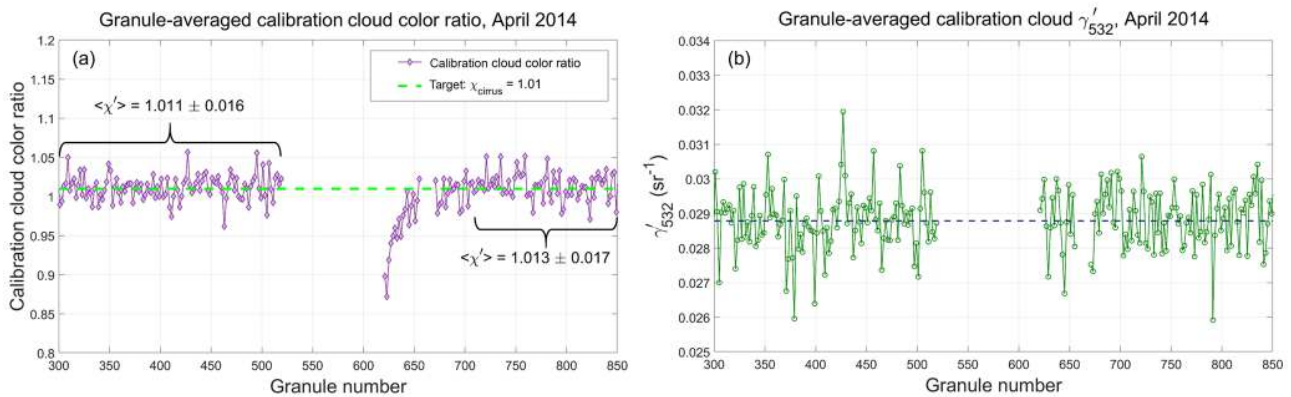 Granule-averaged calibration cloud color ratio, April 2014
(a)
Calibration cloud color ratio
Target: χcirrus = 1.01
<χ′> = 1.011 ± 0.016
<χ′> = 1.013 ± 0.017
Calibration cloud color ratio
1.2
1.15
1.1
1.05
1
0.95
0.9
0.85
0.8
300 350 400 450 500 550 600 650 700 750 800 850
Granule number
Granule-averaged calibration cloud γ′532, April 2014
(b)
γ′532 (sr-1)
0.034
0.033
0.032
0.031
0.03
0.029
0.028
0.027
0.026
0.025
300 350 400 450 500 550 600 650 700 750 800 850
Granule number